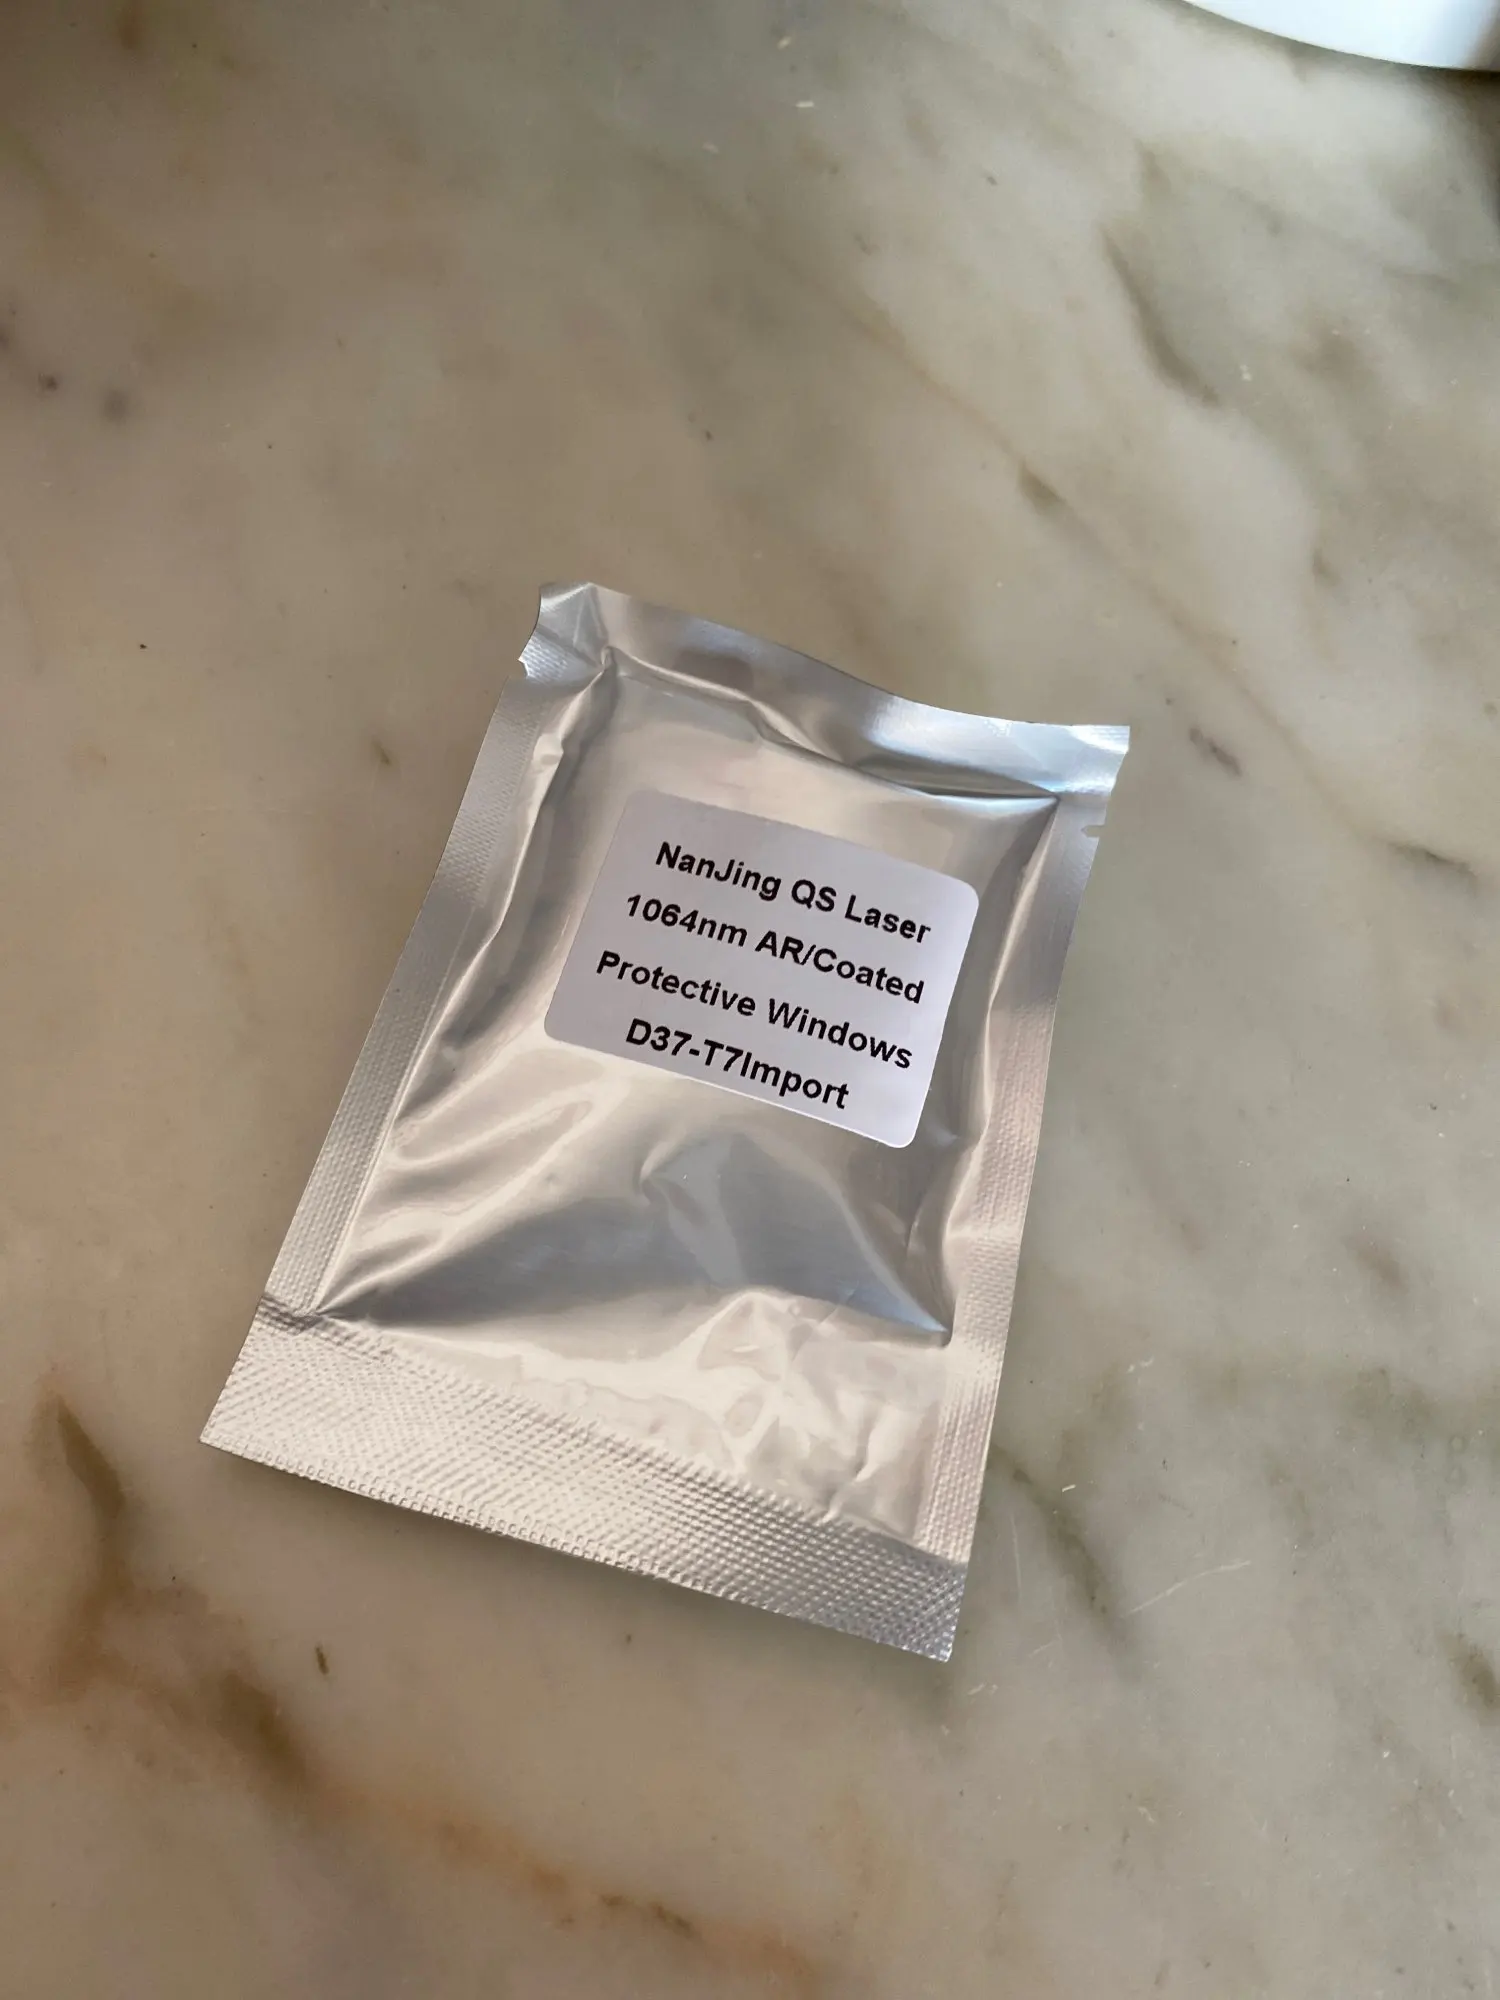 NanJing QS Laser
1064nm AR/Coated
Protective Windows
D37-T7Import